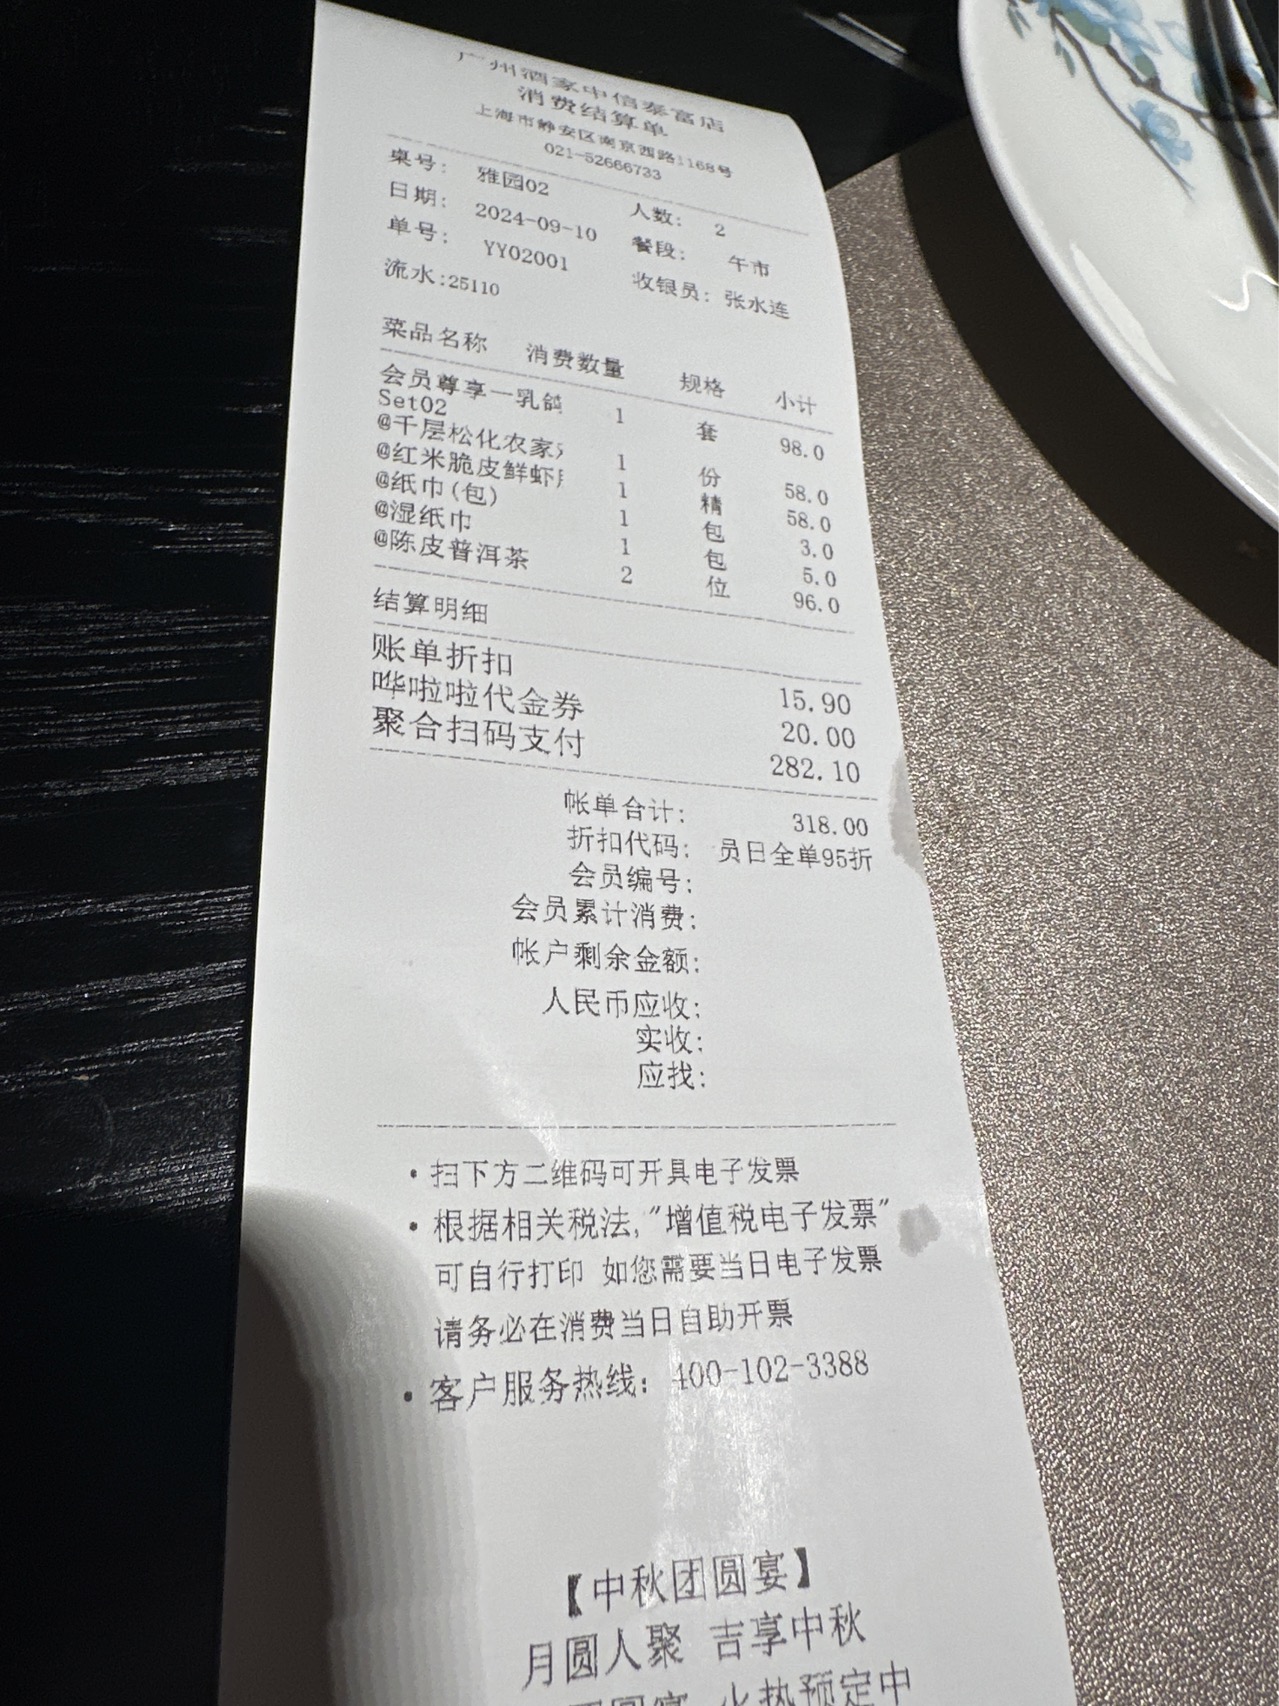 广州酒家中信泰富店
消费结算单
上海市静安区南京西路1168号
021-52666733
桌号: 雅园02 人数: 2
日期: 2024-09-10 餐段: 午市
单号: YY02001 收银员: 张水连
流水:25110
菜品名称 消费数量 规格 小计
会员尊享一乳鸽 1 套 98.0
Set02
@千层松化农家 1 份 58.0
@红米脆皮鲜虾 1 精 58.0
@纸巾(包) 1 包 3.0
@湿纸巾 1 包 5.0
@陈皮普洱茶 2 位 96.0
结算明细
账单折扣 15.90
哗啦啦代金券 20.00
聚合扫码支付 282.10
帐单合计: 318.00
折扣代码: 员日全单95折
会员编号:
会员累计消费:
帐户剩余金额:
人民币应收:
实收:
应找:
• 扫下方二维码可开具电子发票
• 根据相关税法,"增值税电子发票"
可自行打印 如您需要当日电子发票
请务必在消费当日自助开票
• 客户服务热线: 400-102-3388
【中秋团圆宴】
月圆人聚 吉享中秋
火热预定中